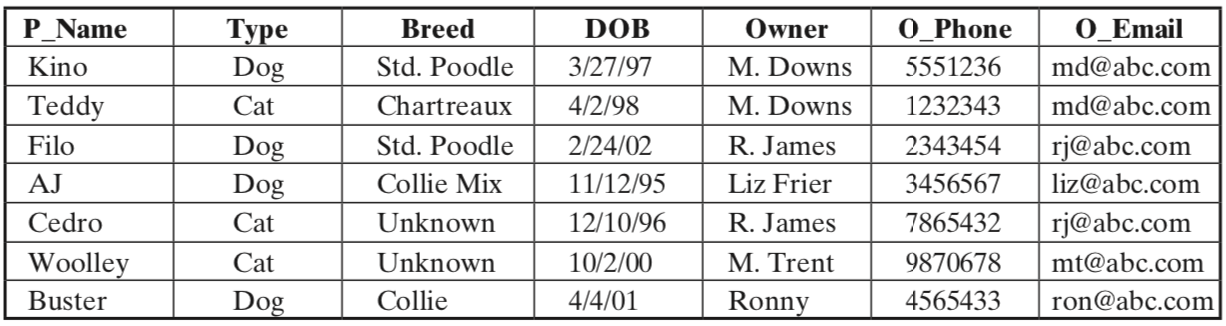 P_Name Type Breed DOB Owner O_Phone O_Email
Kino Dog Std. Poodle 3/27/97 M. Downs 5551236 md@abc.com
Teddy Cat Chartreaux 4/2/98 M. Downs 1232343 md@abc.com
Filo Dog Std. Poodle 2/24/02 R. James 2343454 rj@abc.com
AJ Dog Collie Mix 11/12/95 Liz Frier 3456567 liz@abc.com
Cedro Cat Unknown 12/10/96 R. James 7865432 rj@abc.com
Woolley Cat Unknown 10/2/00 M. Trent 9870678 mt@abc.com
Buster Dog Collie 4/4/01 Ronny 4565433 ron@abc.com